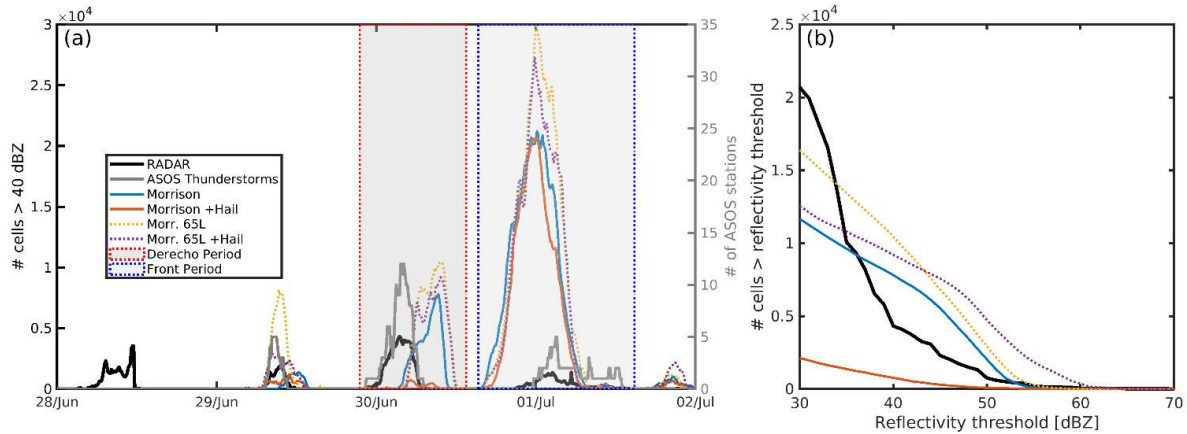 ×10⁴
(a)
3
2.5
2
1.5
1
0.5
0
# cells > 40 dBZ
35
30
25
20
15
10
5
0
# of ASOS stations
RADAR
ASOS Thunderstorms
Morrison
Morrison +Hail
Morr. 65L
Morr. 65L +Hail
Derecho Period
Front Period
28/Jun
29/Jun
30/Jun
01/Jul
02/Jul
×10⁴
(b)
2.5
2
1.5
1
0.5
0
# cells > reflectivity threshold
30
40
50
60
70
Reflectivity threshold [dBZ]